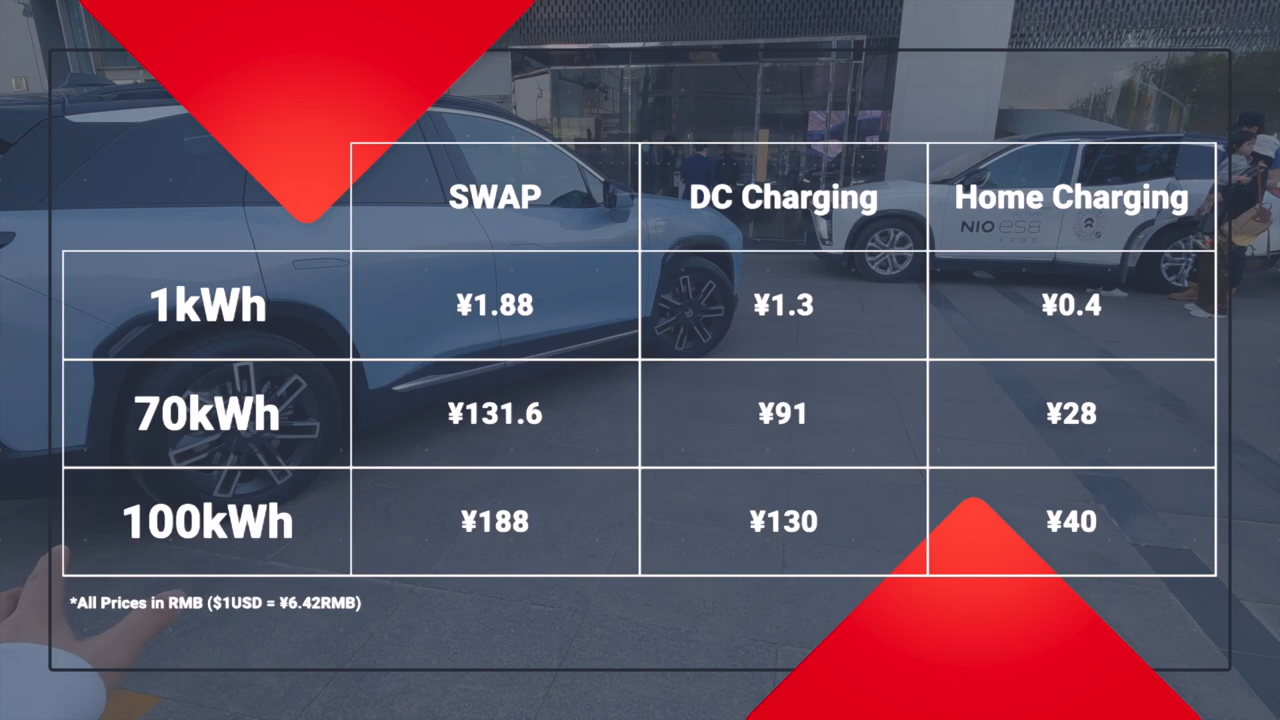 SWAP DC Charging Home Charging
NIO es8
1kWh ¥1.88 ¥1.3 ¥0.4
70kWh ¥131.6 ¥91 ¥28
100kWh ¥188 ¥130 ¥40
*All Prices in RMB ($1USD = ¥6.42RMB)